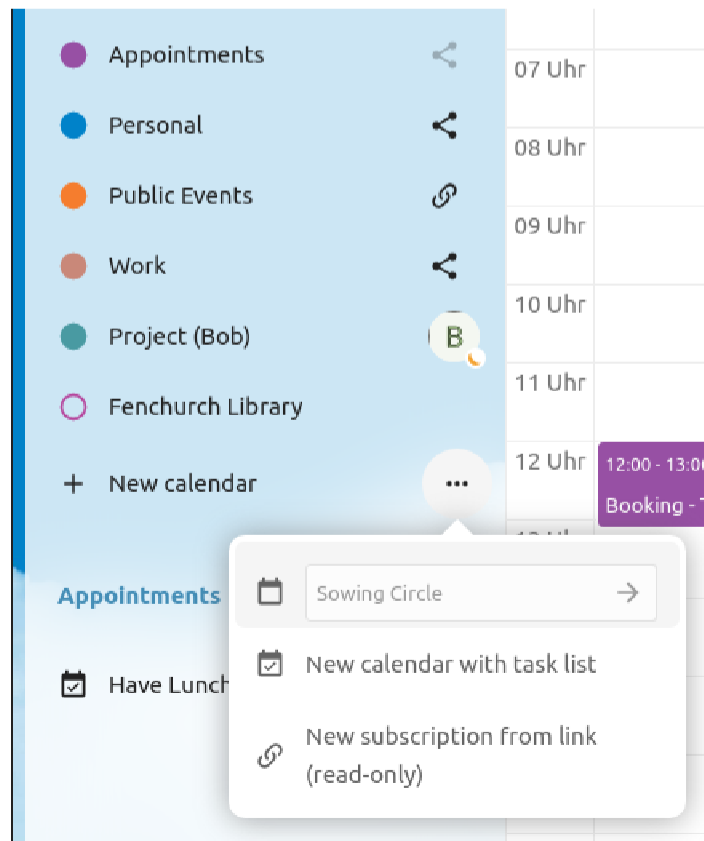 Appointments
07 Uhr
Personal
08 Uhr
Public Events
09 Uhr
Work
10 Uhr
Project (Bob)
B
11 Uhr
Fenchurch Library
12 Uhr
12:00 - 13:0
New calendar
Booking -
Appointments
Sowing Circle
New calendar with task list
Have Lunch
New subscription from link
(read-only)